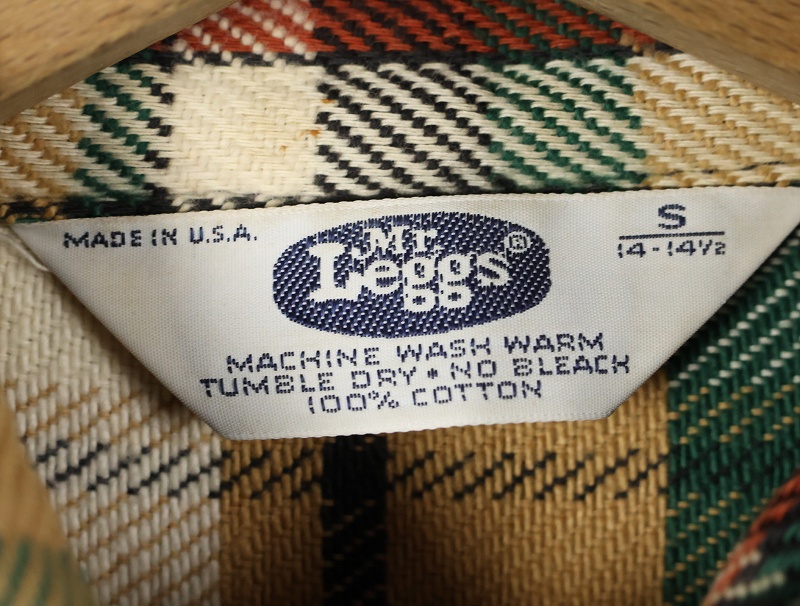 MADE IN U.S.A.
Mr.
Leggs®
S
14-14½
MACHINE WASH WARM
TUMBLE DRY • NO BLEACH
100% COTTON